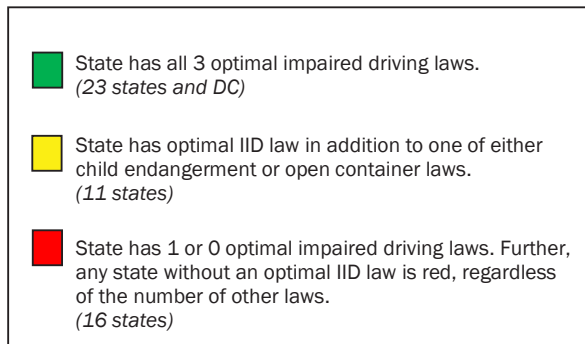 State has all 3 optimal impaired driving laws.
(23 states and DC)
State has optimal IID law in addition to one of either
child endangerment or open container laws.
(11 states)
State has 1 or 0 optimal impaired driving laws. Further,
any state without an optimal IID law is red, regardless
of the number of other laws.
(16 states)